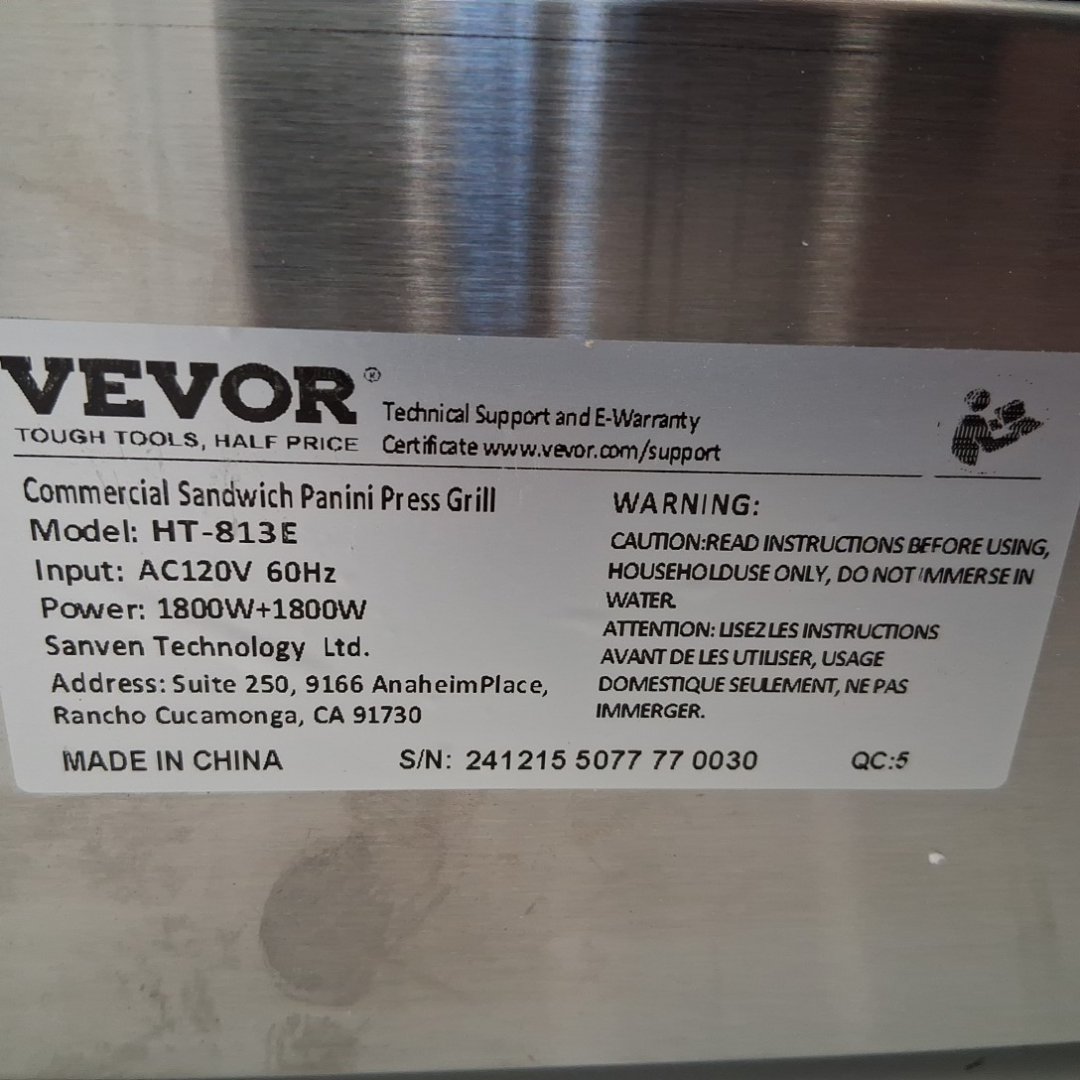 VEVOR®
TOUGH TOOLS, HALF PRICE
Technical Support and E-Warranty
Certificate www.vevor.com/support
Commercial Sandwich Panini Press Grill
Model: HT-813E
Input: AC120V 60Hz
Power: 1800W+1800W
Sanven Technology Ltd.
Address: Suite 250, 9166 AnaheimPlace,
Rancho Cucamonga, CA 91730
WARNING:
CAUTION:READ INSTRUCTIONS BEFORE USING,
HOUSEHOLDUSE ONLY, DO NOT IMMERSE IN
WATER.
ATTENTION: LISEZ LES INSTRUCTIONS
AVANT DE LES UTILISER, USAGE
DOMESTIQUE SEULEMENT, NE PAS
IMMERGER.
MADE IN CHINA
S/N: 241215 5077 77 0030
QC:5